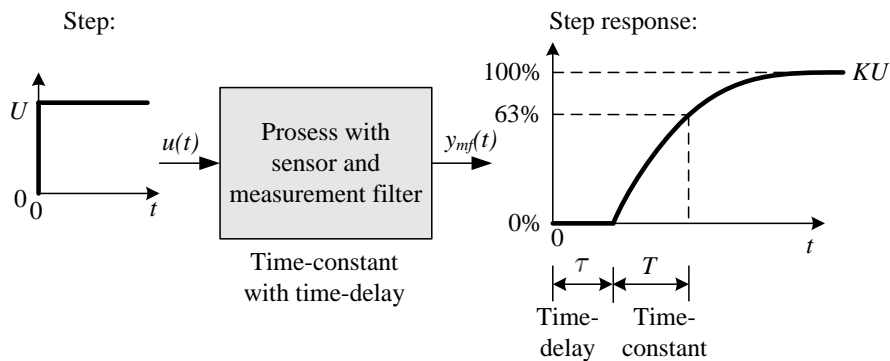 Step:
U
0
0
t
u(t)
Prosess with
sensor and
measurement filter
Time-constant
with time-delay
y_mf(t)
Step response:
100%
63%
0%
0
KU
t
τ
T
Time-
delay
Time-
constant